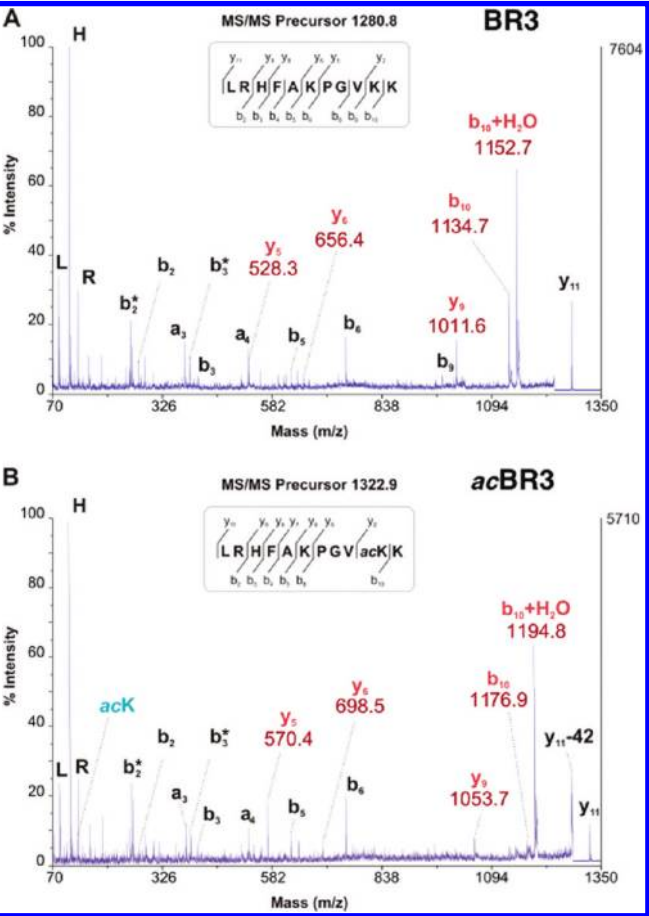 A
MS/MS Precursor 1280.8
BR3
100
80
60
40
20
0
% Intensity
H
7604
L R H F A K P G V K K
b₁₀+H₂O
1152.7
b₁₀
1134.7
y₆
656.4
y₅
528.3
y₉
1011.6
y₁₁
L
R
b₂*
b₂
a₃
b₃*
b₃
a₄
b₅
b₆
b₉
70
326
582
838
1094
1350
Mass (m/z)
B
MS/MS Precursor 1322.9
acBR3
100
80
60
40
20
0
% Intensity
H
5710
L R H F A K P G V acK K
b₁₀+H₂O
1194.8
b₁₀
1176.9
y₆
698.5
y₅
570.4
y₉
1053.7
y₁₁-42
y₁₁
acK
L
R
b₂*
b₂
a₃
b₃*
b₃
a₄
b₅
b₆
70
326
582
838
1094
1350
Mass (m/z)